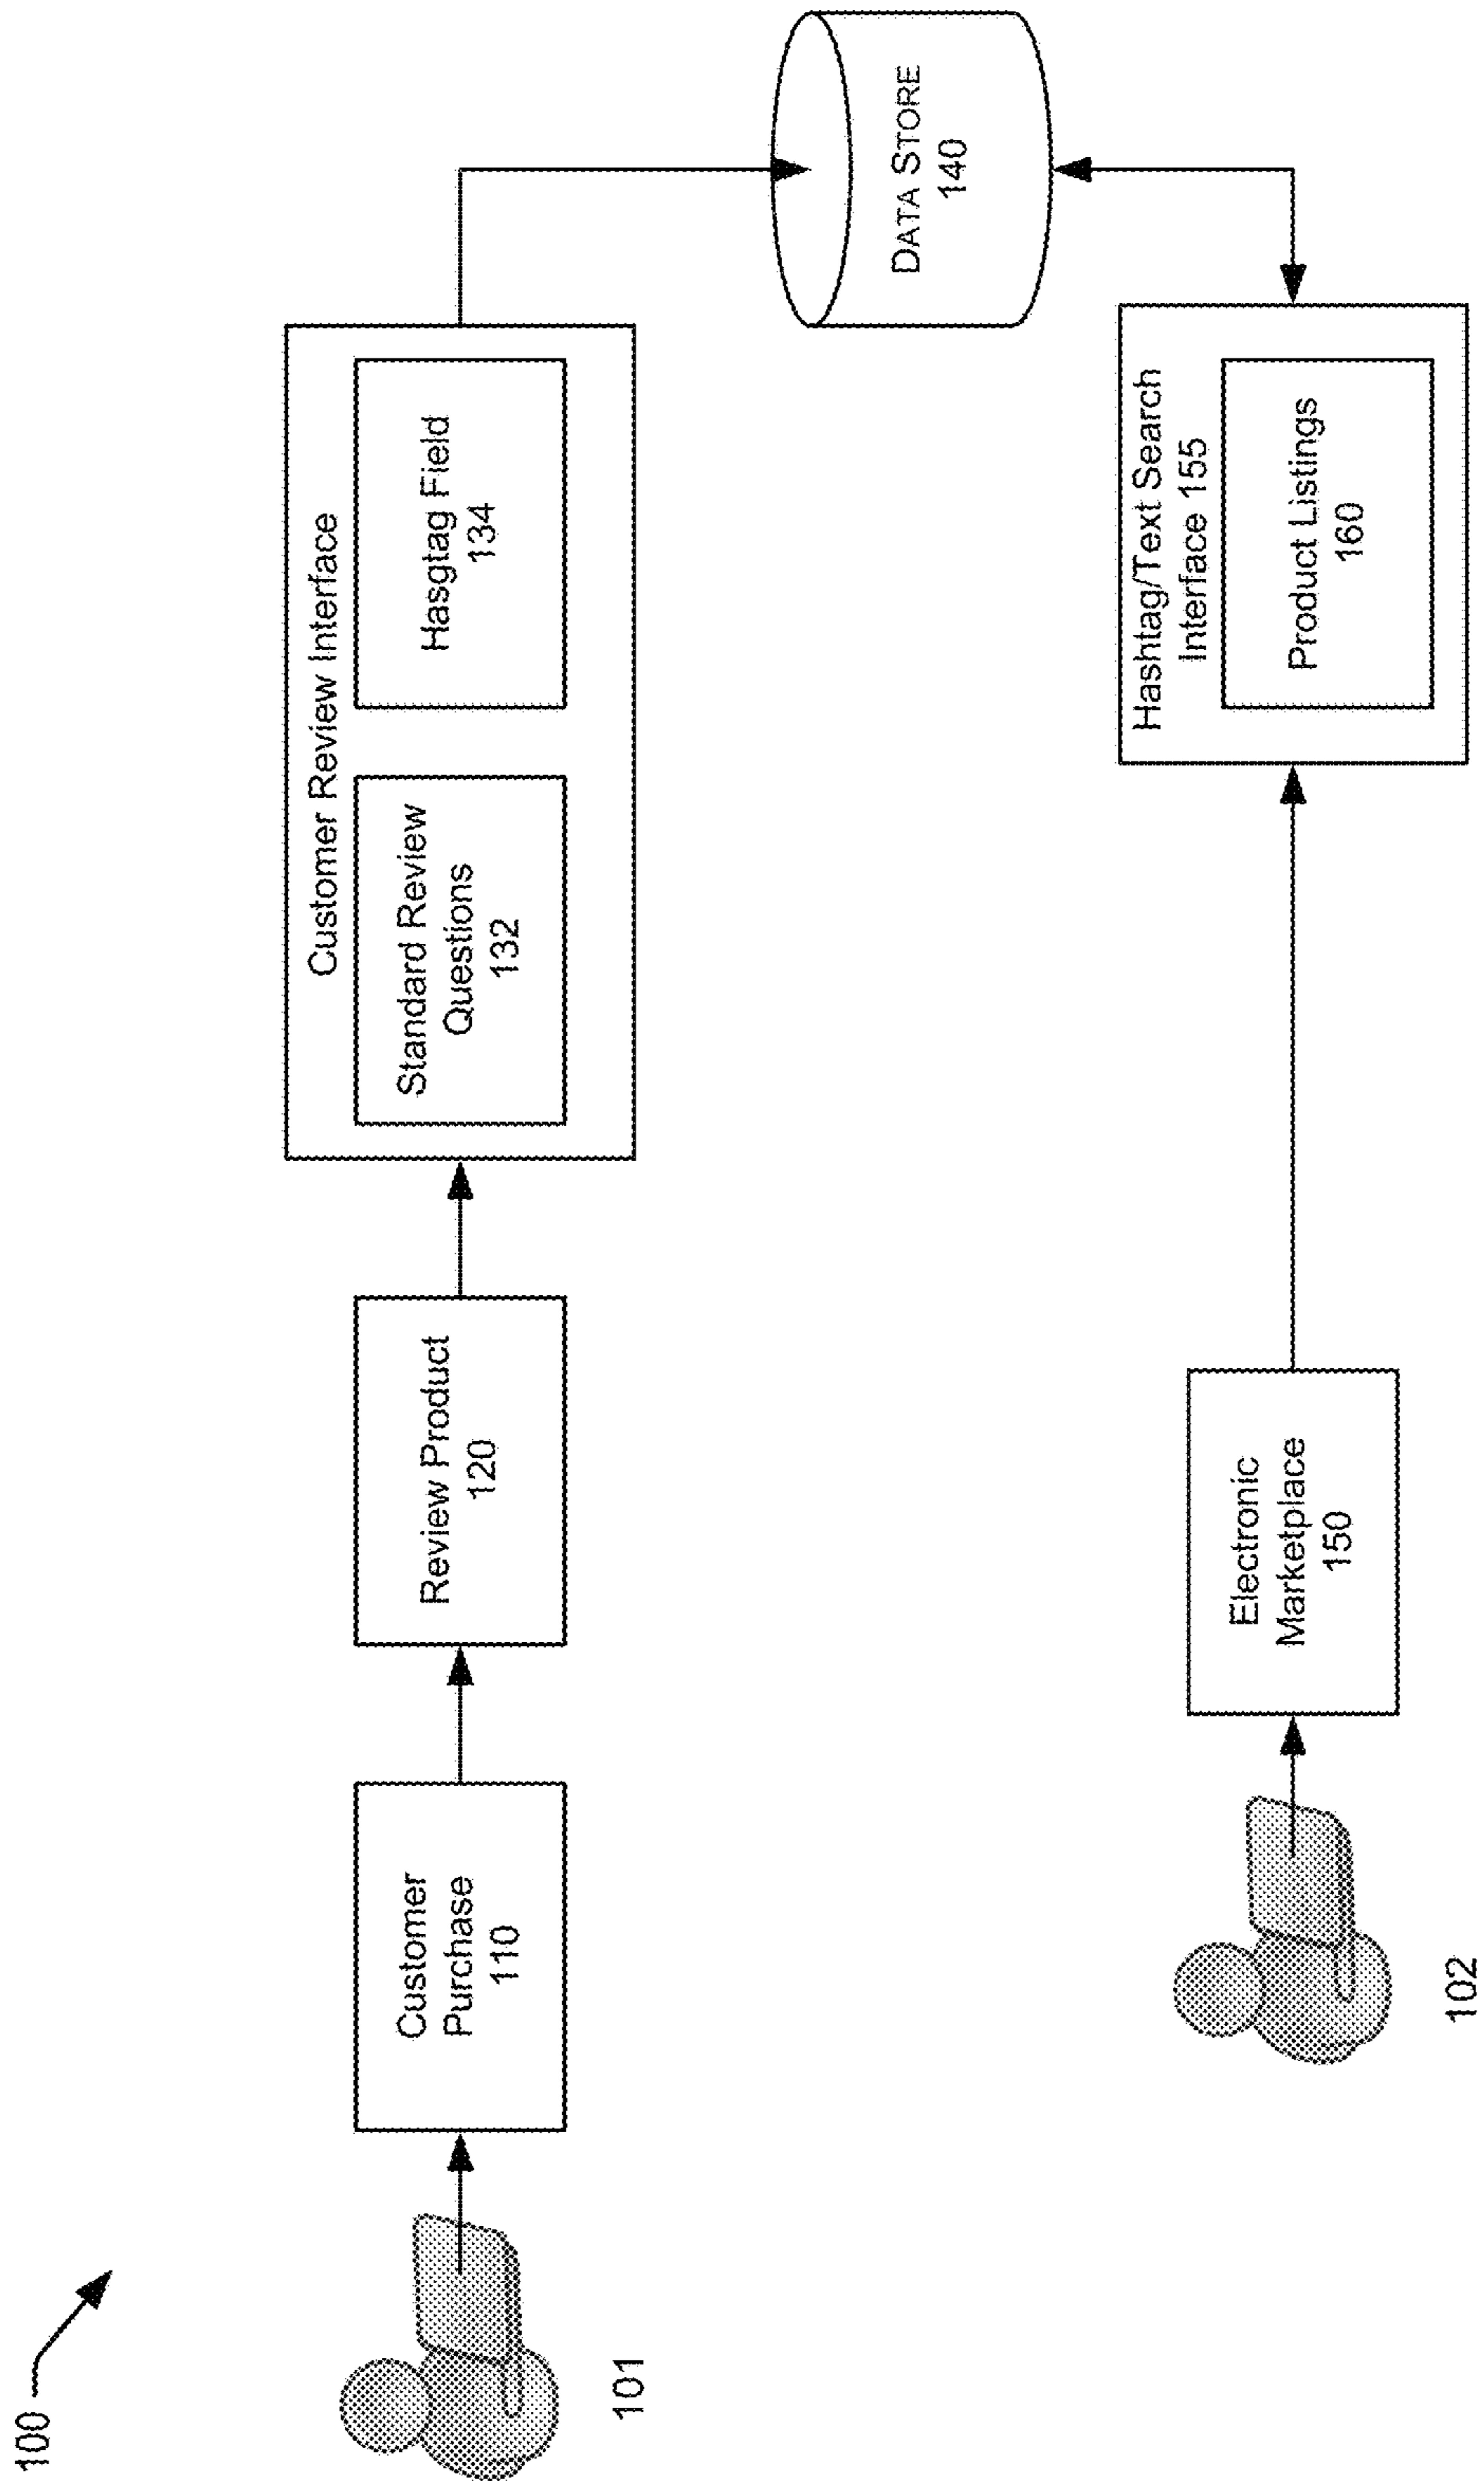 100
101
Customer
Purchase
110
Review Product
120
Customer Review Interface
Standard Review
Questions
132
Hasgtag Field
134
DATA STORE
140
102
Electronic
Marketplace
150
Hashtag/Text Search
Interface 155
Product Listings
160